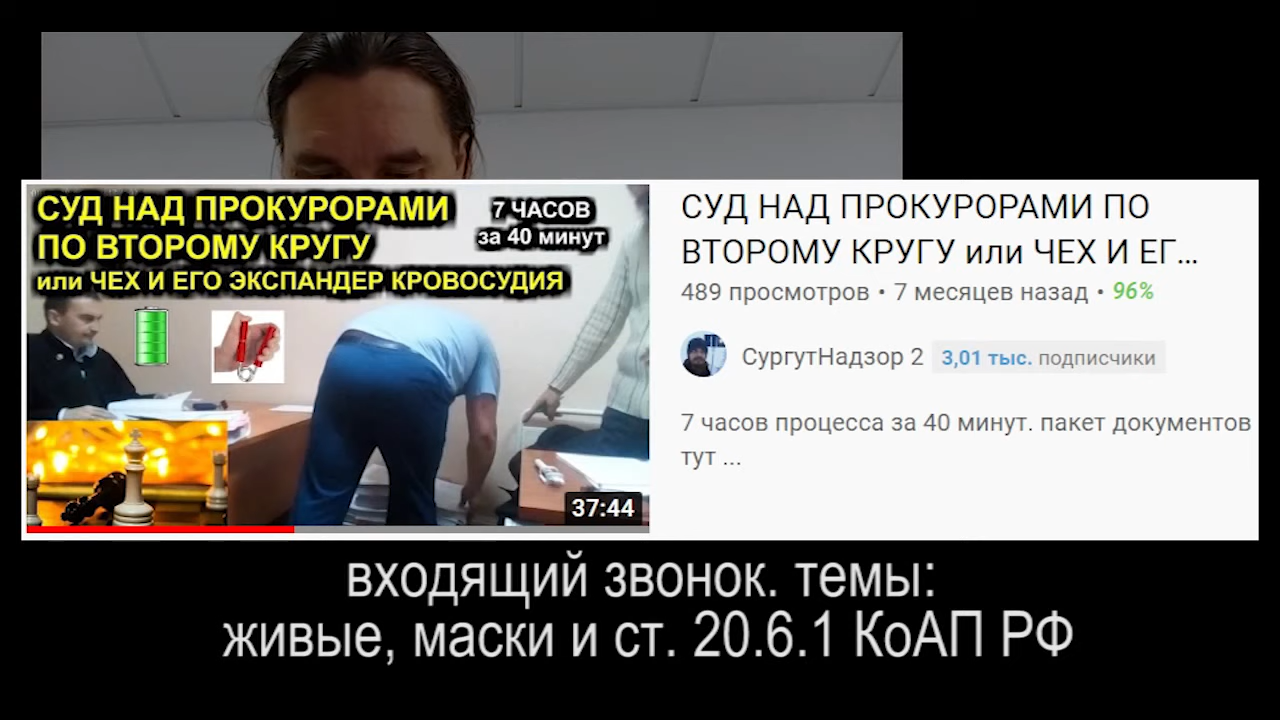 СУД НАД ПРОКУРОРАМИ
ПО ВТОРОМУ КРУГУ
или ЧЕХ И ЕГО ЭКСПАНДЕР КРОВОСУДИЯ
7 ЧАСОВ
за 40 минут
37:44
СУД НАД ПРОКУРОРАМИ ПО
ВТОРОМУ КРУГУ или ЧЕХ И ЕГ...
489 просмотров • 7 месяцев назад • 96%
СургутНадзор 2 3,01 тыс. подписчики
7 часов процесса за 40 минут. пакет документов
тут ...
входящий звонок. темы:
живые, маски и ст. 20.6.1 КоАП РФ